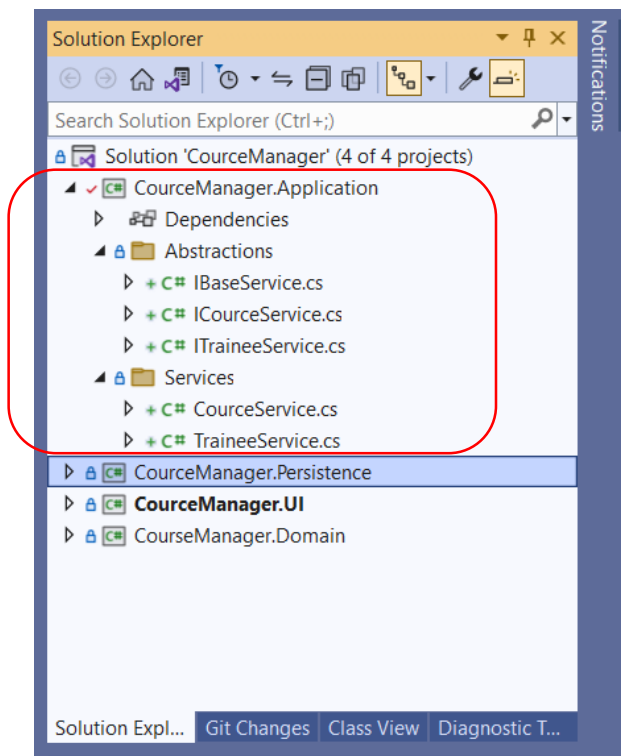 Solution Explorer
Notifications
Search Solution Explorer (Ctrl+;)
Solution 'CourceManager' (4 of 4 projects)
C# CourceManager.Application
Dependencies
Abstractions
+ C# IBaseService.cs
+ C# ICourceService.cs
+ C# ITraineeService.cs
Services
+ C# CourceService.cs
+ C# TraineeService.cs
C# CourceManager.Persistence
C# CourceManager.UI
C# CourseManager.Domain
Solution Expl... Git Changes Class View Diagnostic T...